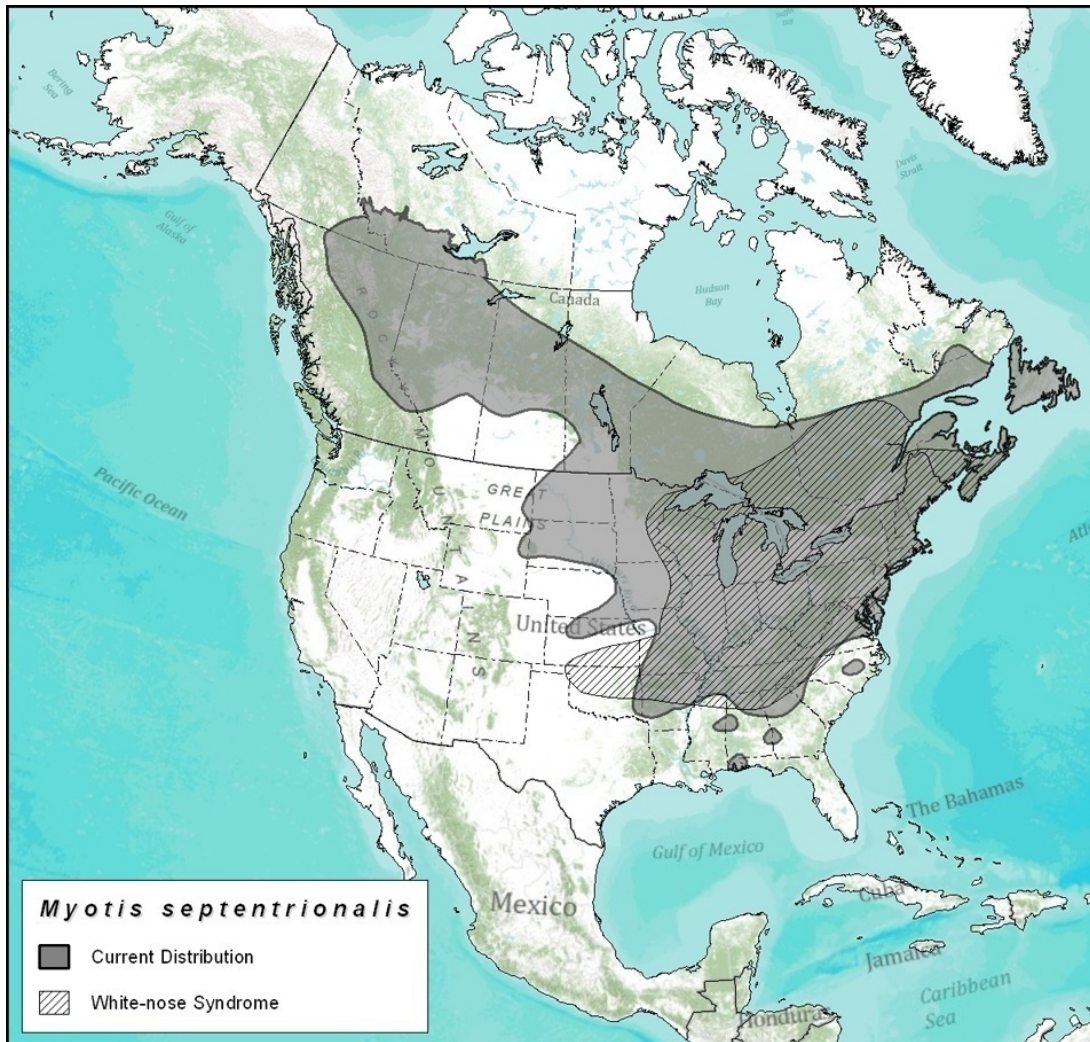 Bering
Sea
Davis
Strait
Gulf of
Alaska
Hudson
Bay
Canada
ROCKY MOUNTAINS
Pacific Ocean
GREAT
PLAINS
United States
The Bahamas
Gulf of Mexico
Mexico
Cuba
Jamaica
Caribbean
Sea
Honduras
Myotis septentrionalis
Current Distribution
White-nose Syndrome